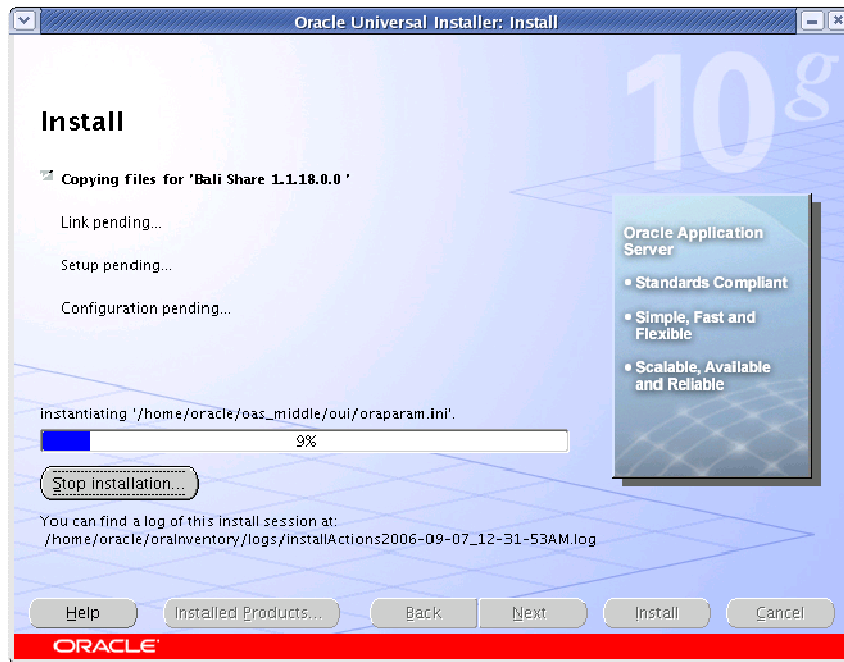 Oracle Universal Installer: Install
10g
Install
Copying files for 'Bali Share 1.1.18.0.0 '
Link pending...
Setup pending...
Configuration pending...
Oracle Application
Server
• Standards Compliant
• Simple, Fast and
Flexible
• Scalable, Available
and Reliable
instantiating '/home/oracle/oas_middle/oui/oraparam.ini'.
9%
Stop installation...
You can find a log of this install session at:
/home/oracle/oraInventory/logs/installActions2006-09-07_12-31-53AM.log
Help
Installed Products...
Back
Next
Install
Cancel
ORACLE